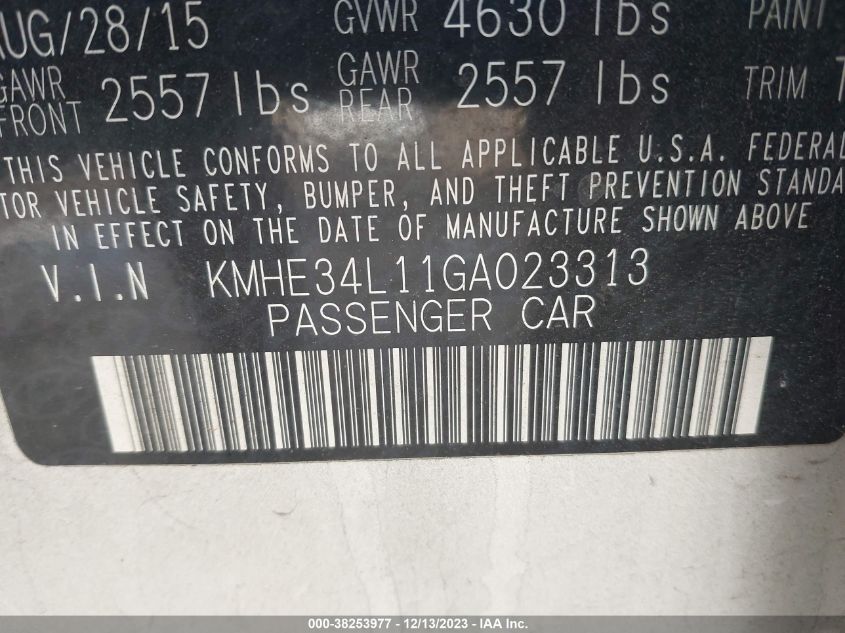 AUG/28/15 GVWR 4630 lbs PAINT
GAWR FRONT 2557 lbs GAWR REAR 2557 lbs TRIM T
THIS VEHICLE CONFORMS TO ALL APPLICABLE U.S.A. FEDERAL
TOR VEHICLE SAFETY, BUMPER, AND THEFT PREVENTION STANDA
IN EFFECT ON THE DATE OF MANUFACTURE SHOWN ABOVE
V.I.N KMHE34L11GA023313
PASSENGER CAR
000-38253977 - 12/13/2023 - IAA Inc.